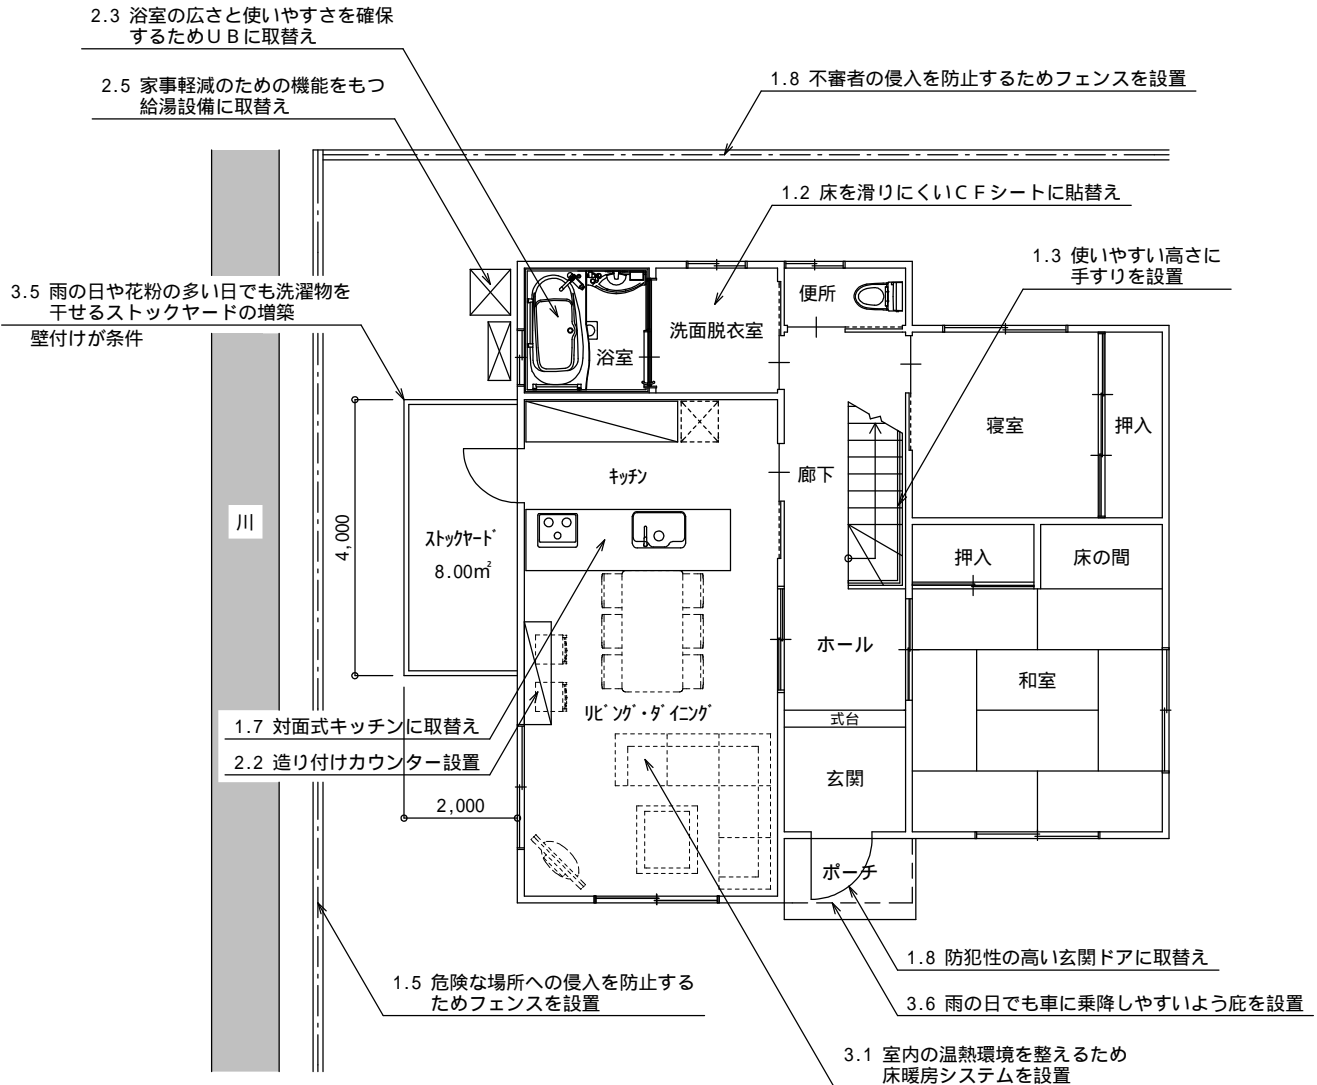 2.3 浴室の広さと使いやすさを確保
するためＵＢに取替え
2.5 家事軽減のための機能をもつ
給湯設備に取替え
1.8 不審者の侵入を防止するためフェンスを設置
1.2 床を滑りにくいＣＦシートに貼替え
1.3 使いやすい高さに
手すりを設置
3.5 雨の日や花粉の多い日でも洗濯物を
干せるストックヤードの増築
壁付けが条件
便所
洗面脱衣室
浴室
寝室
押入
キッチン
廊下
川
4,000
ストックヤード
8.00㎡
押入
床の間
ホール
和室
リビング・ダイニング
式台
1.7 対面式キッチンに取替え
2.2 造り付けカウンター設置
玄関
2,000
ポーチ
1.8 防犯性の高い玄関ドアに取替え
1.5 危険な場所への侵入を防止する
ためフェンスを設置
3.6 雨の日でも車に乗降しやすいよう庇を設置
3.1 室内の温熱環境を整えるため
床暖房システムを設置